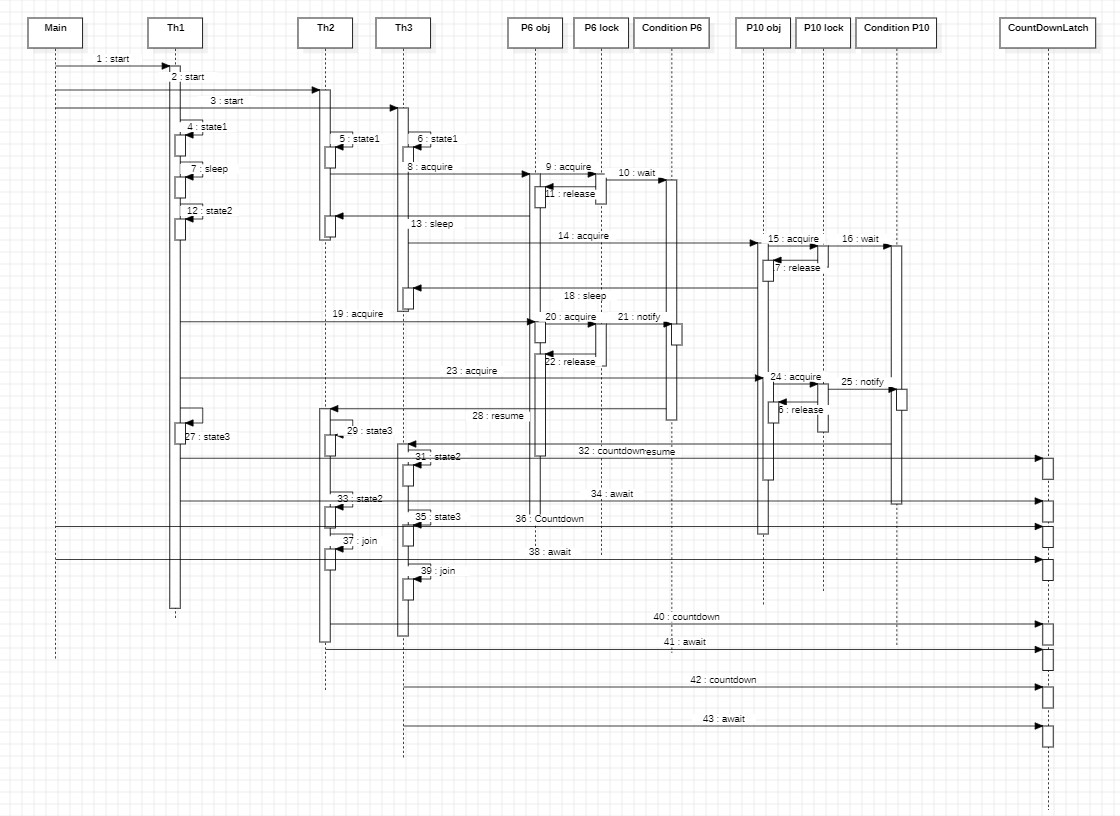 Main
Th1
Th2
Th3
P6 obj
P6 lock
Condition P6
P10 obj
P10 lock
Condition P10
CountDownLatch
1 : start
2 : start
3 : start
4 : state1
5 : state1
6 : state1
7 : sleep
8 : acquire
9 : acquire
10 : wait
11 : release
12 : state2
13 : sleep
14 : acquire
15 : acquire
16 : wait
7 : release
18 : sleep
19 : acquire
20 : acquire
21 : notify
22 : release
23 : acquire
24 : acquire
25 : notify
6 : release
27 : state3
28 : resume
29 : state3
31 : state2
32 : countdown
esume
33 : state2
34 : await
35 : state3
36 : Countdown
37 : join
38 : await
39 : join
40 : countdown
41 : await
42 : countdown
43 : await